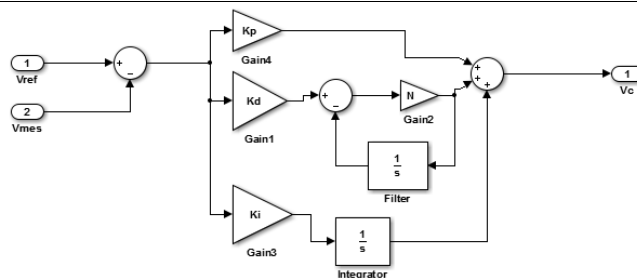 Kp
1
+
+
1
Vref
−
Gain4
+
+
Vc
2
Kd
+
−
N
Vmes
Gain1
Gain2
1
s
Filter
Ki
1
s
Gain3
Integrator